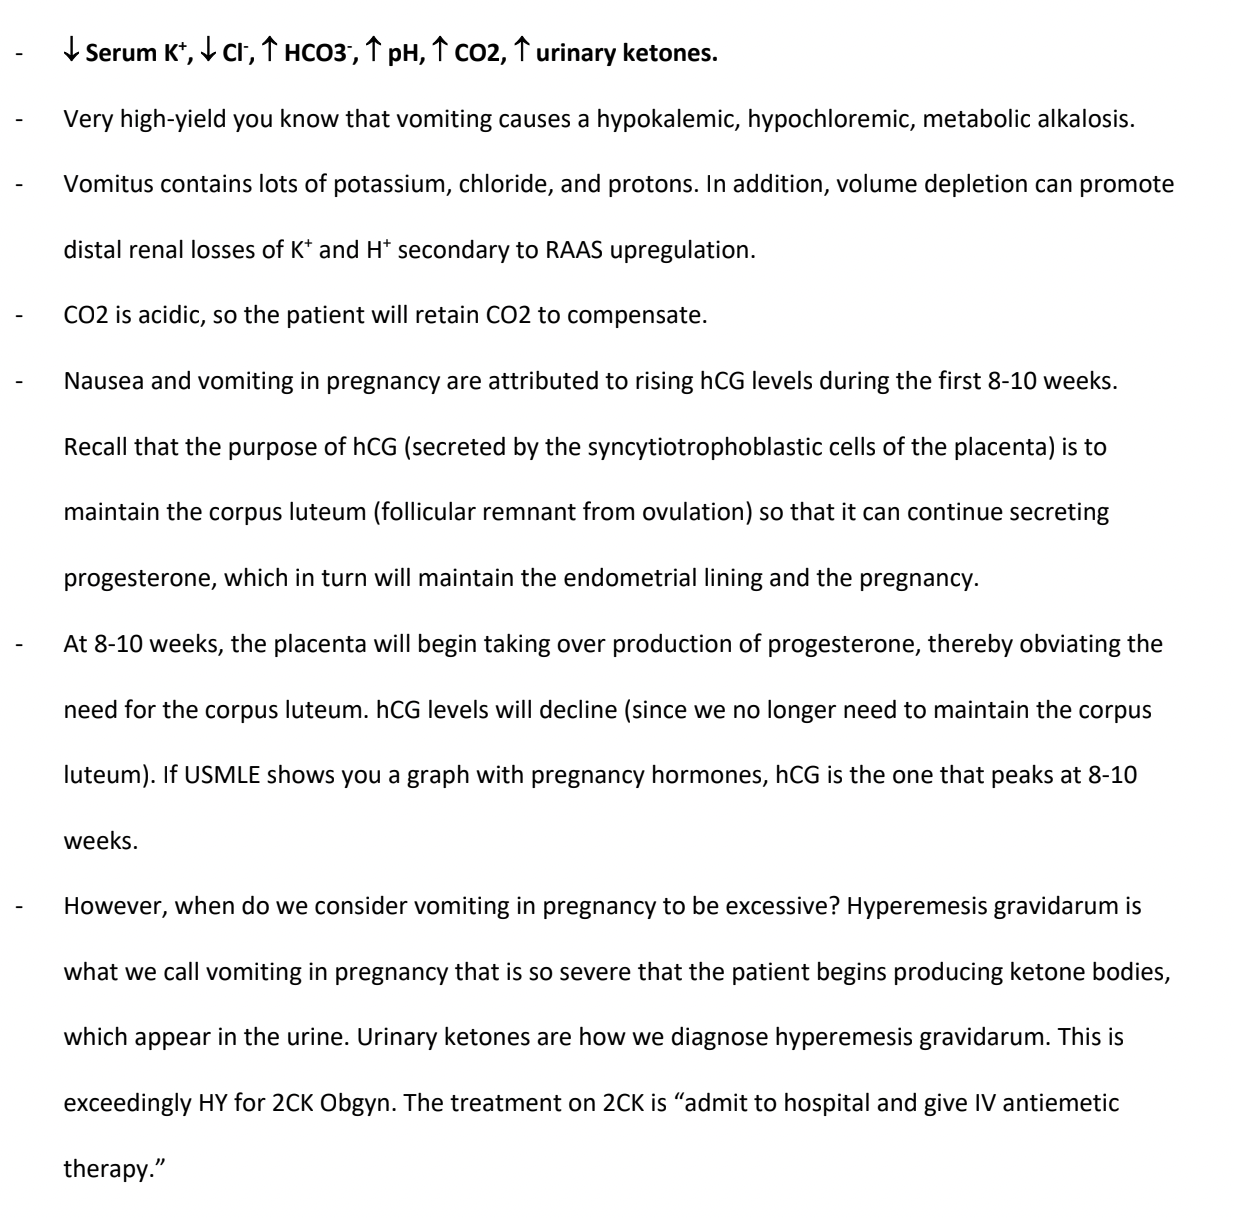 - ↓ Serum K⁺, ↓ Cl⁻, ↑ HCO3⁻, ↑ pH, ↑ CO2, ↑ urinary ketones.
- Very high-yield you know that vomiting causes a hypokalemic, hypochloremic, metabolic alkalosis.
- Vomitus contains lots of potassium, chloride, and protons. In addition, volume depletion can promote
distal renal losses of K⁺ and H⁺ secondary to RAAS upregulation.
- CO2 is acidic, so the patient will retain CO2 to compensate.
- Nausea and vomiting in pregnancy are attributed to rising hCG levels during the first 8-10 weeks.
Recall that the purpose of hCG (secreted by the syncytiotrophoblastic cells of the placenta) is to
maintain the corpus luteum (follicular remnant from ovulation) so that it can continue secreting
progesterone, which in turn will maintain the endometrial lining and the pregnancy.
- At 8-10 weeks, the placenta will begin taking over production of progesterone, thereby obviating the
need for the corpus luteum. hCG levels will decline (since we no longer need to maintain the corpus
luteum). If USMLE shows you a graph with pregnancy hormones, hCG is the one that peaks at 8-10
weeks.
- However, when do we consider vomiting in pregnancy to be excessive? Hyperemesis gravidarum is
what we call vomiting in pregnancy that is so severe that the patient begins producing ketone bodies,
which appear in the urine. Urinary ketones are how we diagnose hyperemesis gravidarum. This is
exceedingly HY for 2CK Obgyn. The treatment on 2CK is “admit to hospital and give IV antiemetic
therapy.”